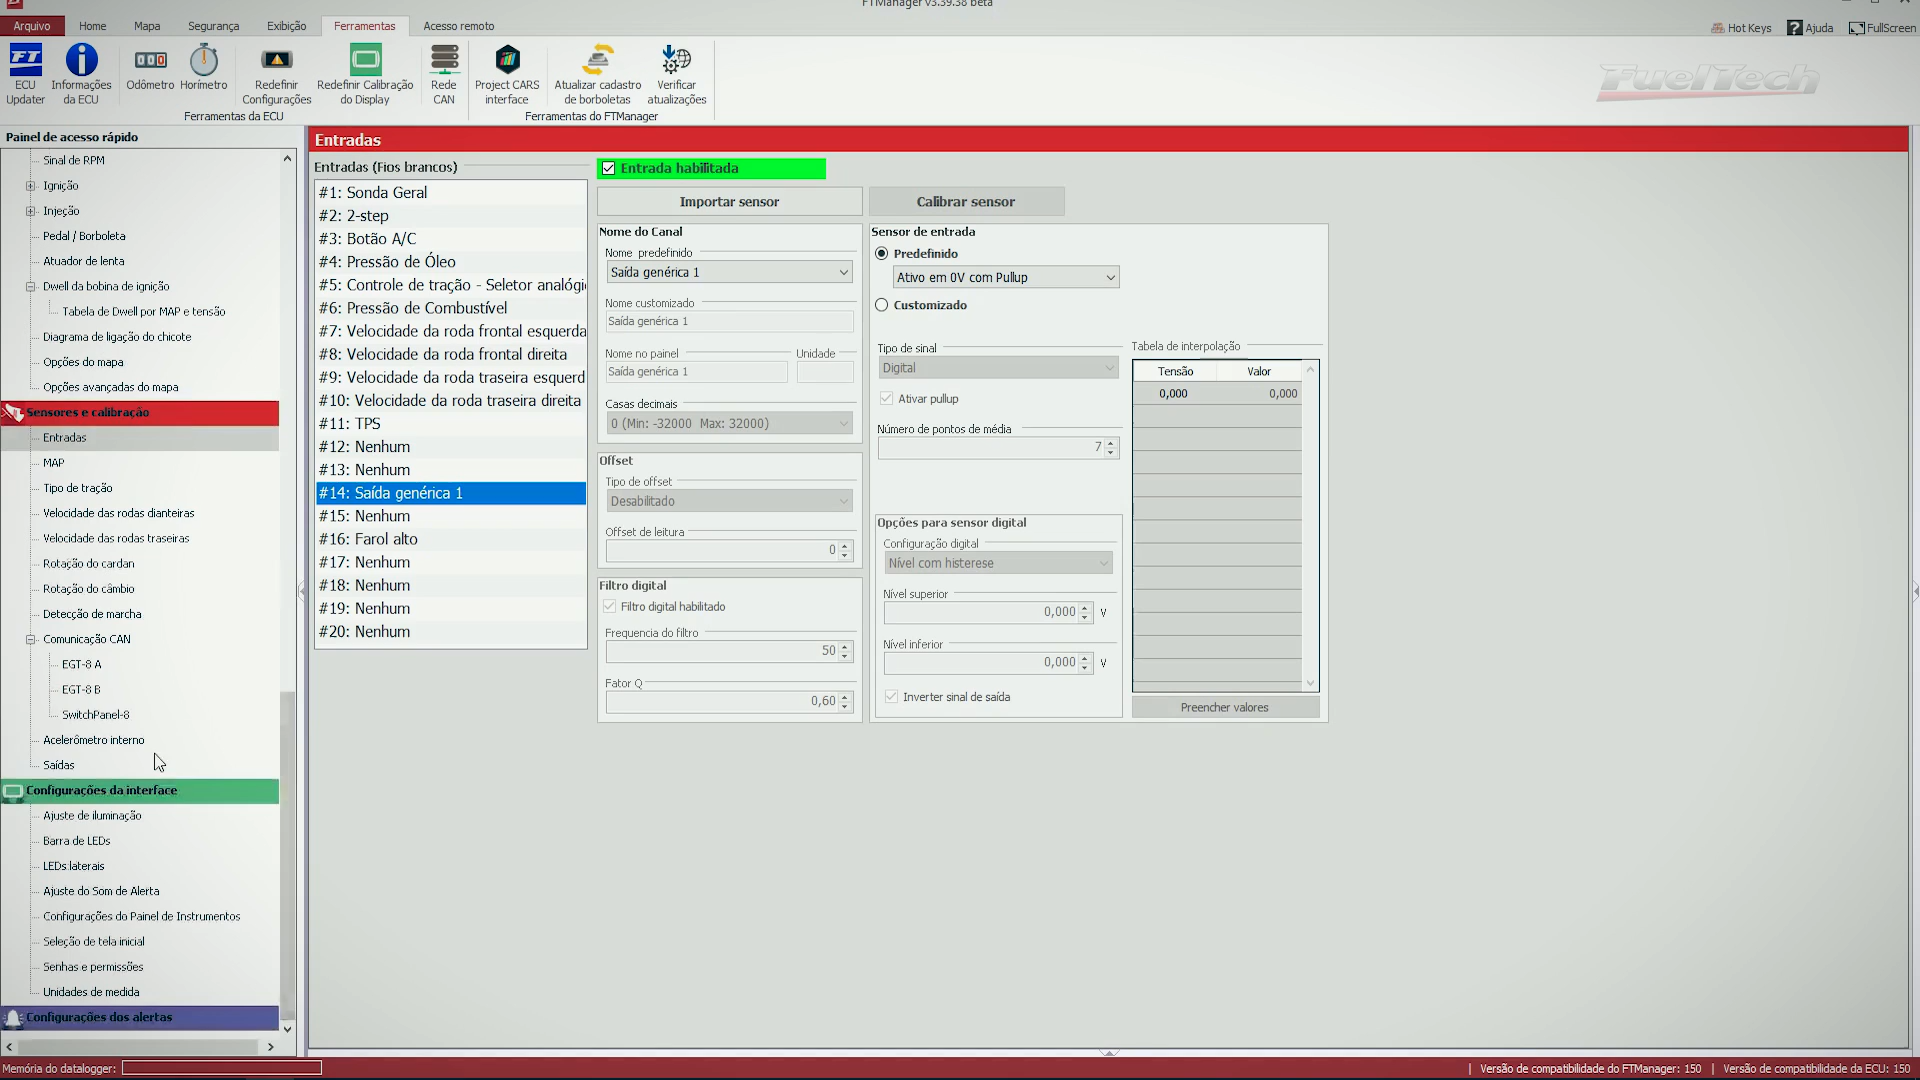 FTManager v3.39.38 beta
Arquivo Home Mapa Segurança Exibição Ferramentas Acesso remoto
Hot Keys ? Ajuda FullScreen
FT
ECU Updater
Informações da ECU
Odômetro
Horímetro
Redefinir Configurações
Redefinir Calibração do Display
Rede CAN
Project CARS interface
Atualizar cadastro de borboletas
Verificar atualizações
Ferramentas da ECU
Ferramentas do FTManager
FuelTech
Painel de acesso rápido
Sinal de RPM
Ignição
Injeção
Pedal / Borboleta
Atuador de lenta
Dwell da bobina de ignição
Tabela de Dwell por MAP e tensão
Diagrama de ligação do chicote
Opções do mapa
Opções avançadas do mapa
Sensores e calibração
Entradas
MAP
Tipo de tração
Velocidade das rodas dianteiras
Velocidade das rodas traseiras
Rotação do cardan
Rotação do câmbio
Detecção de marcha
Comunicação CAN
EGT-8 A
EGT-8 B
SwitchPanel-8
Acelerômetro interno
Saídas
Configurações da interface
Ajuste de iluminação
Barra de LEDs
LEDs laterais
Ajuste do Som de Alerta
Configurações do Painel de Instrumentos
Seleção de tela inicial
Senhas e permissões
Unidades de medida
Configurações dos alertas
Entradas
Entradas (Fios brancos)
#1: Sonda Geral
#2: 2-step
#3: Botão A/C
#4: Pressão de Óleo
#5: Controle de tração - Seletor analógi
#6: Pressão de Combustível
#7: Velocidade da roda frontal esquerda
#8: Velocidade da roda frontal direita
#9: Velocidade da roda traseira esquerd
#10: Velocidade da roda traseira direita
#11: TPS
#12: Nenhum
#13: Nenhum
#14: Saída genérica 1
#15: Nenhum
#16: Farol alto
#17: Nenhum
#18: Nenhum
#19: Nenhum
#20: Nenhum
Entrada habilitada
Importar sensor
Calibrar sensor
Nome do Canal
Nome predefinido
Saída genérica 1
Nome customizado
Saída genérica 1
Nome no painel Unidade
Saída genérica 1
Casas decimais
0 (Min: -32000 Max: 32000)
Offset
Tipo de offset
Desabilitado
Offset de leitura
0
Filtro digital
Filtro digital habilitado
Frequencia do filtro
50
Fator Q
0,60
Sensor de entrada
Predefinido
Ativo em 0V com Pullup
Customizado
Tipo de sinal
Digital
Ativar pullup
Número de pontos de média
7
Opções para sensor digital
Configuração digital
Nível com histerese
Nível superior
0,000 V
Nível inferior
0,000 V
Inverter sinal de saída
Tabela de interpolação
Tensão Valor
0,000 0,000
Preencher valores
Memória do datalogger:
| Versão de compatibilidade do FTManager: 150 | Versão de compatibilidade da ECU: 150